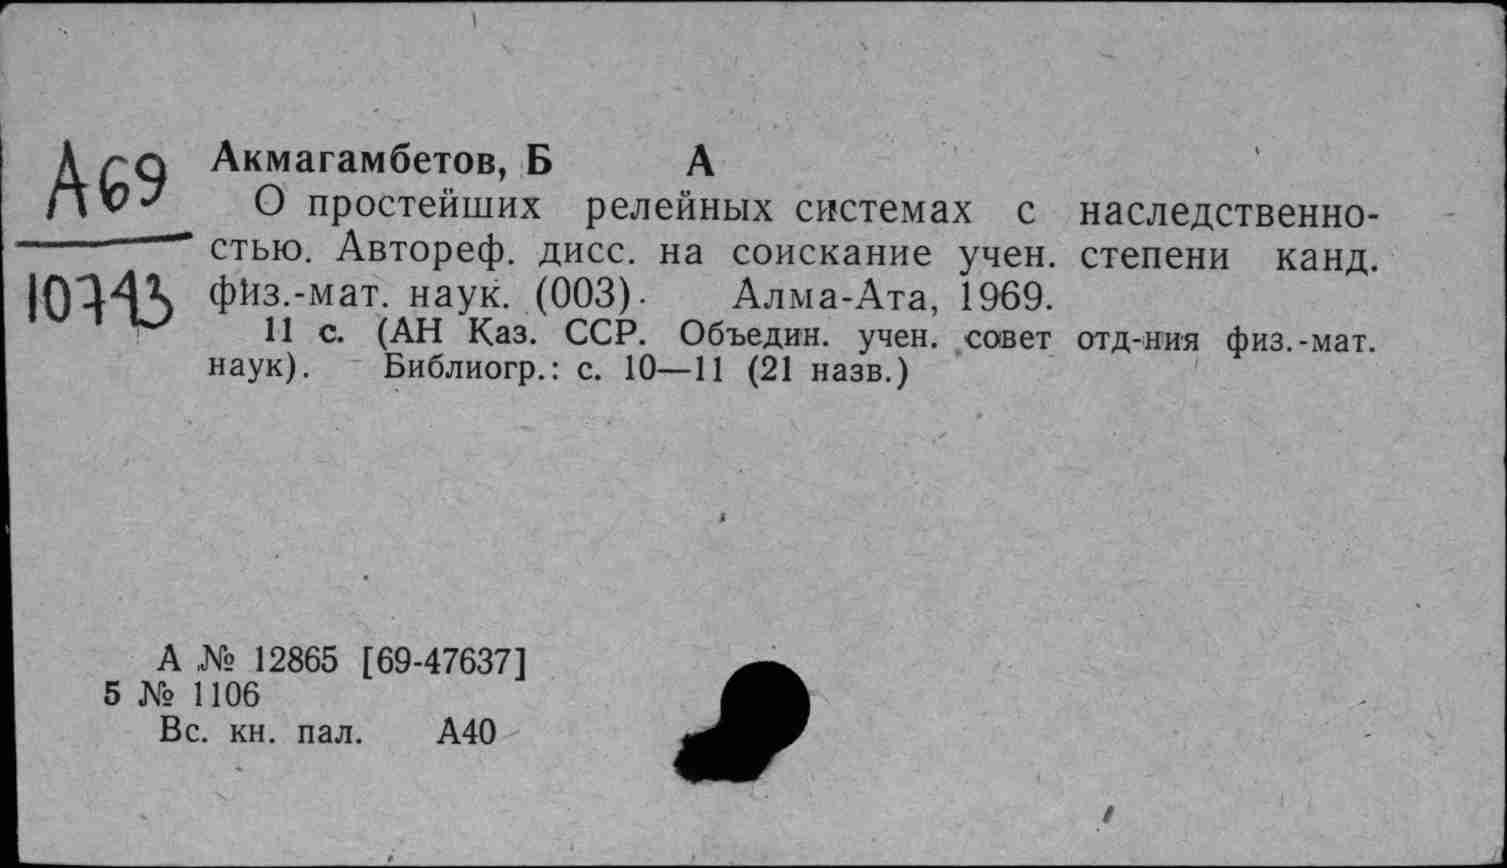 А69
10743
Акмагамбетов, Б А
О простейших релейных системах с наследственно-
стью. Автореф. дисс. на соискание учен. степени канд.
физ.-мат. наук. (003). Алма-Ата, 1969.
11 с. (АН Каз. ССР. Объедин. учен. совет отд-ния физ.-мат.
наук). Библиогр.: с. 10—11 (21 назв.)
А № 12865 [69-47637]
5 № 1106
Вс. кн. пал. А40